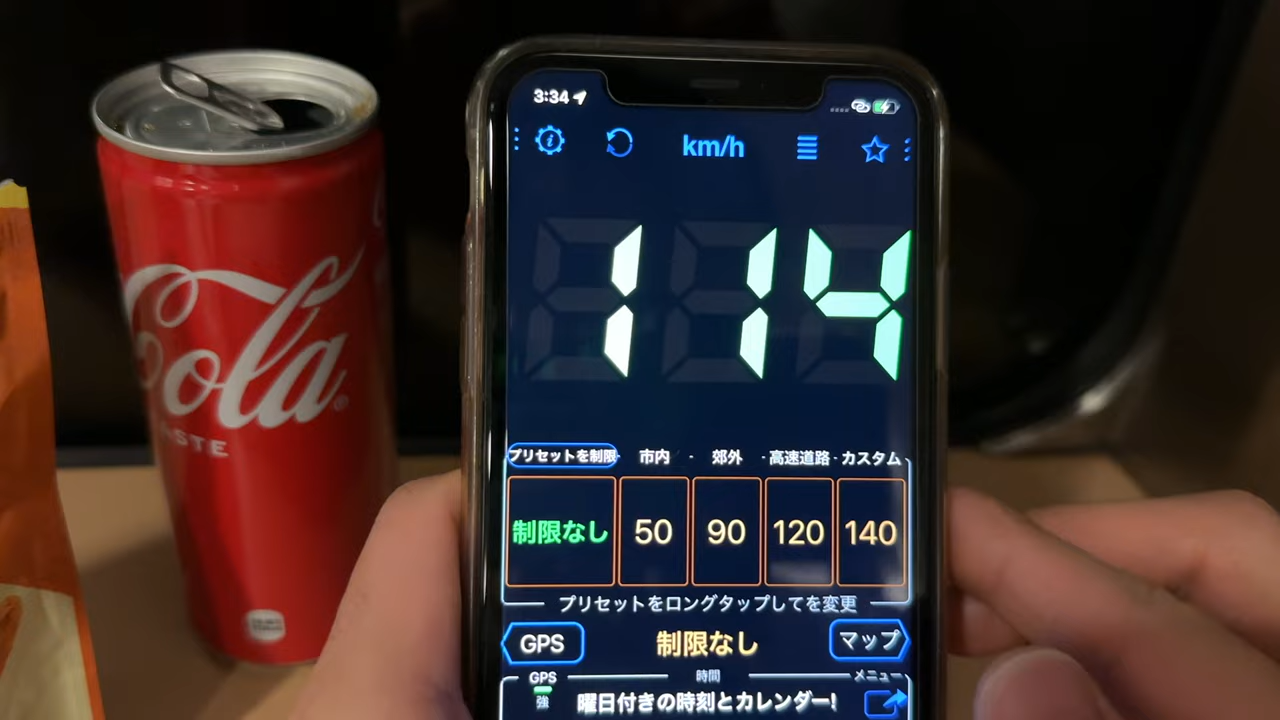 Cola
TASTE
3:34
km/h
114
プリセットを制限 市内 郊外 高速道路 カスタム
制限なし 50 90 120 140
プリセットをロングタップしてを変更
GPS 制限なし マップ
GPS 時間 メニュー
強 曜日付きの時刻とカレンダー!